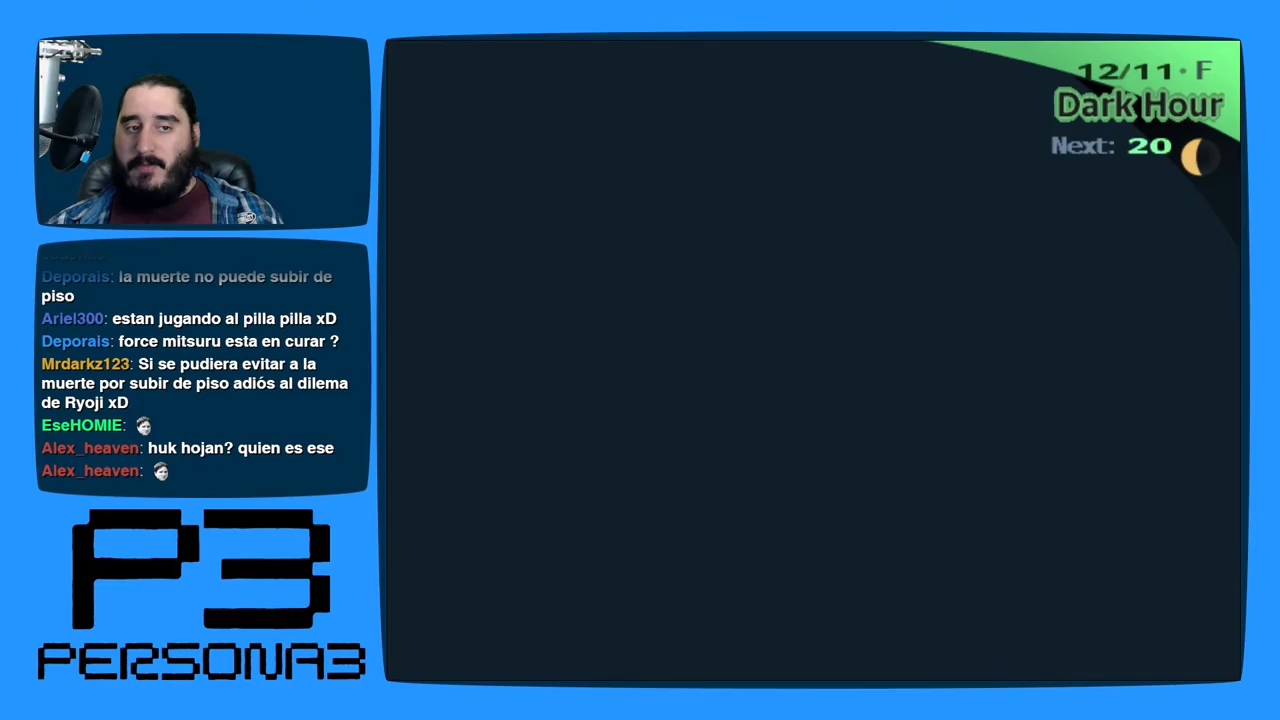 12/11 · F
Dark Hour
Next: 20
Deporais: la muerte no puede subir de
piso
Ariel300: estan jugando al pilla pilla xD
Deporais: force mitsuru esta en curar ?
Mrdarkz123: Si se pudiera evitar a la
muerte por subir de piso adiós al dilema
de Ryoji xD
EseHOMIE:
Alex_heaven: huk hojan? quien es ese
Alex_heaven:
P3
PERSONA3